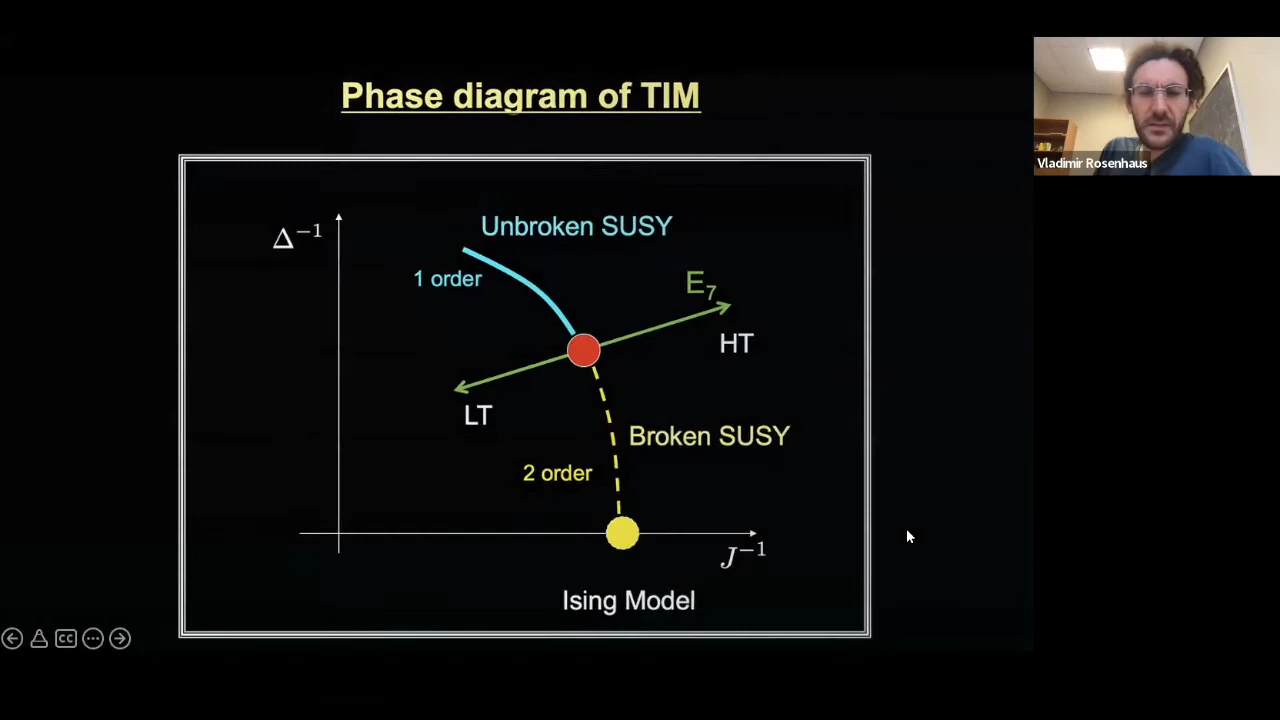 Phase diagram of TIM
Vladimir Rosenhaus
Δ⁻¹
Unbroken SUSY
1 order
E₇
HT
LT
Broken SUSY
2 order
J⁻¹
Ising Model
CC